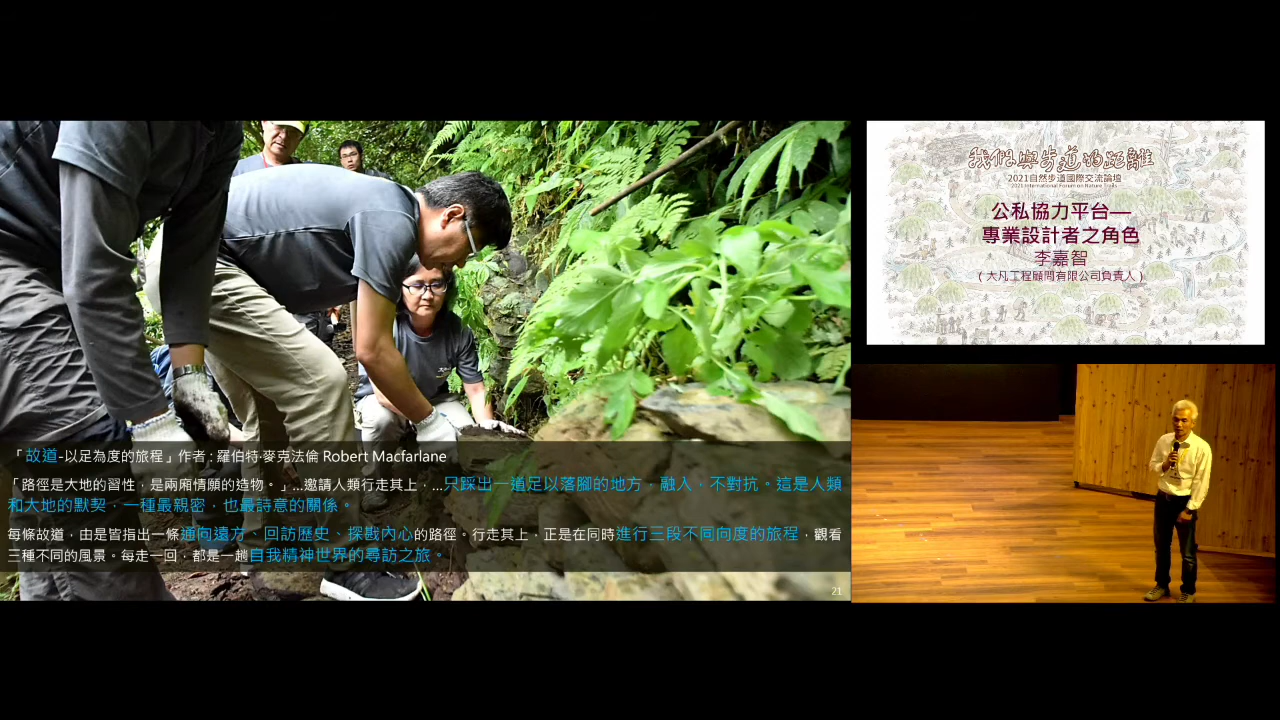 「故道-以足為度的旅程」作者 : 羅伯特·麥克法倫 Robert Macfarlane
「路徑是大地的習性，是兩廂情願的造物。」...邀請人類行走其上，...只踩出一道足以落腳的地方，融入，不對抗。這是人類
和大地的默契，一種最親密，也最詩意的關係。
每條故道，由是皆指出一條通向遠方、回訪歷史、探戡內心的路徑。行走其上，正是在同時進行三段不同向度的旅程，觀看
三種不同的風景。每走一回，都是一趟自我精神世界的尋訪之旅。
21
我們與步道的距離
2021自然步道國際交流論壇
2021 International Forum on Nature Trails
公私協力平台—
專業設計者之角色
李嘉智
( 大凡工程顧問有限公司負責人 )